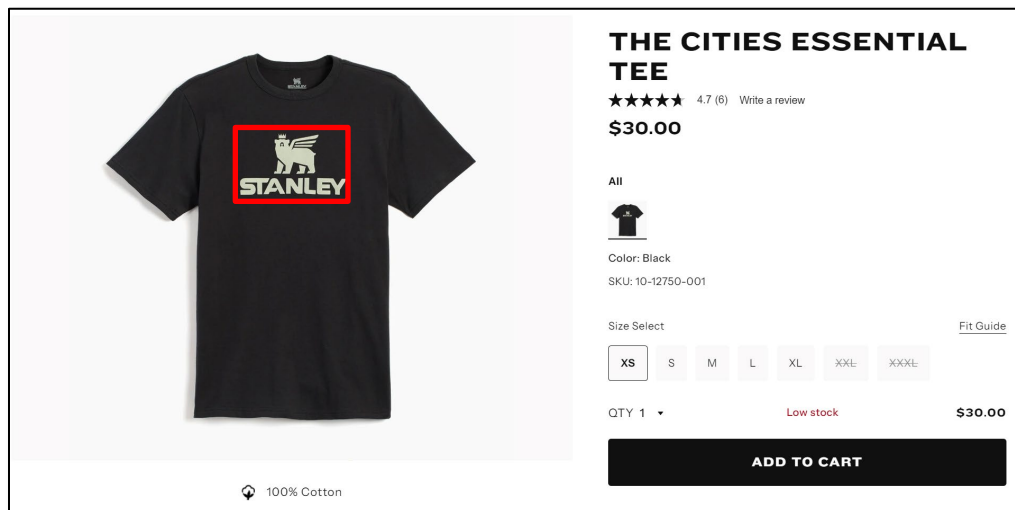 THE CITIES ESSENTIAL
TEE
4.7 (6) Write a review
$30.00
All
Color: Black
SKU: 10-12750-001
Size Select Fit Guide
XS S M L XL XXL XXXL
QTY 1 Low stock $30.00
ADD TO CART
STANLEY
100% Cotton